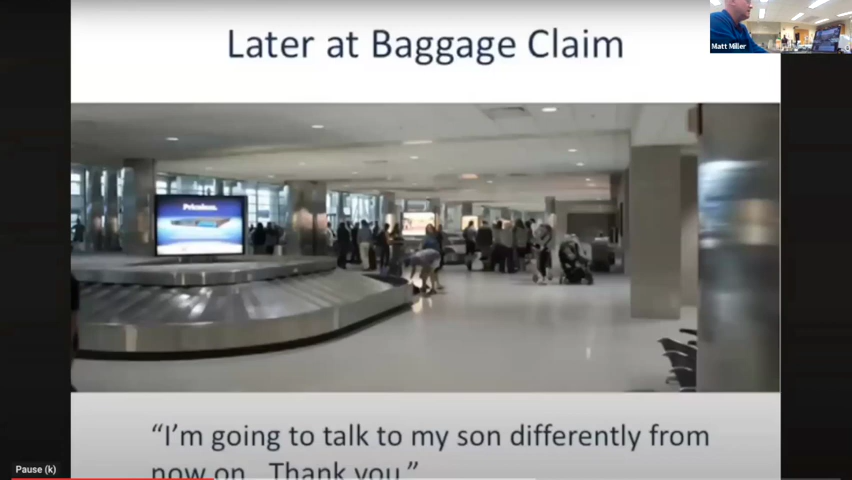 Later at Baggage Claim
Matt Miller
Priceless.
"I'm going to talk to my son differently from
now on. Thank you."
Pause (k)